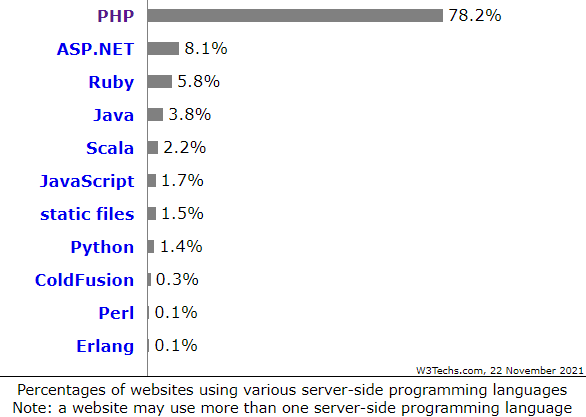 PHP 78.2%
ASP.NET 8.1%
Ruby 5.8%
Java 3.8%
Scala 2.2%
JavaScript 1.7%
static files 1.5%
Python 1.4%
ColdFusion 0.3%
Perl 0.1%
Erlang 0.1%
W3Techs.com, 22 November 2021
Percentages of websites using various server-side programming languages
Note: a website may use more than one server-side programming language